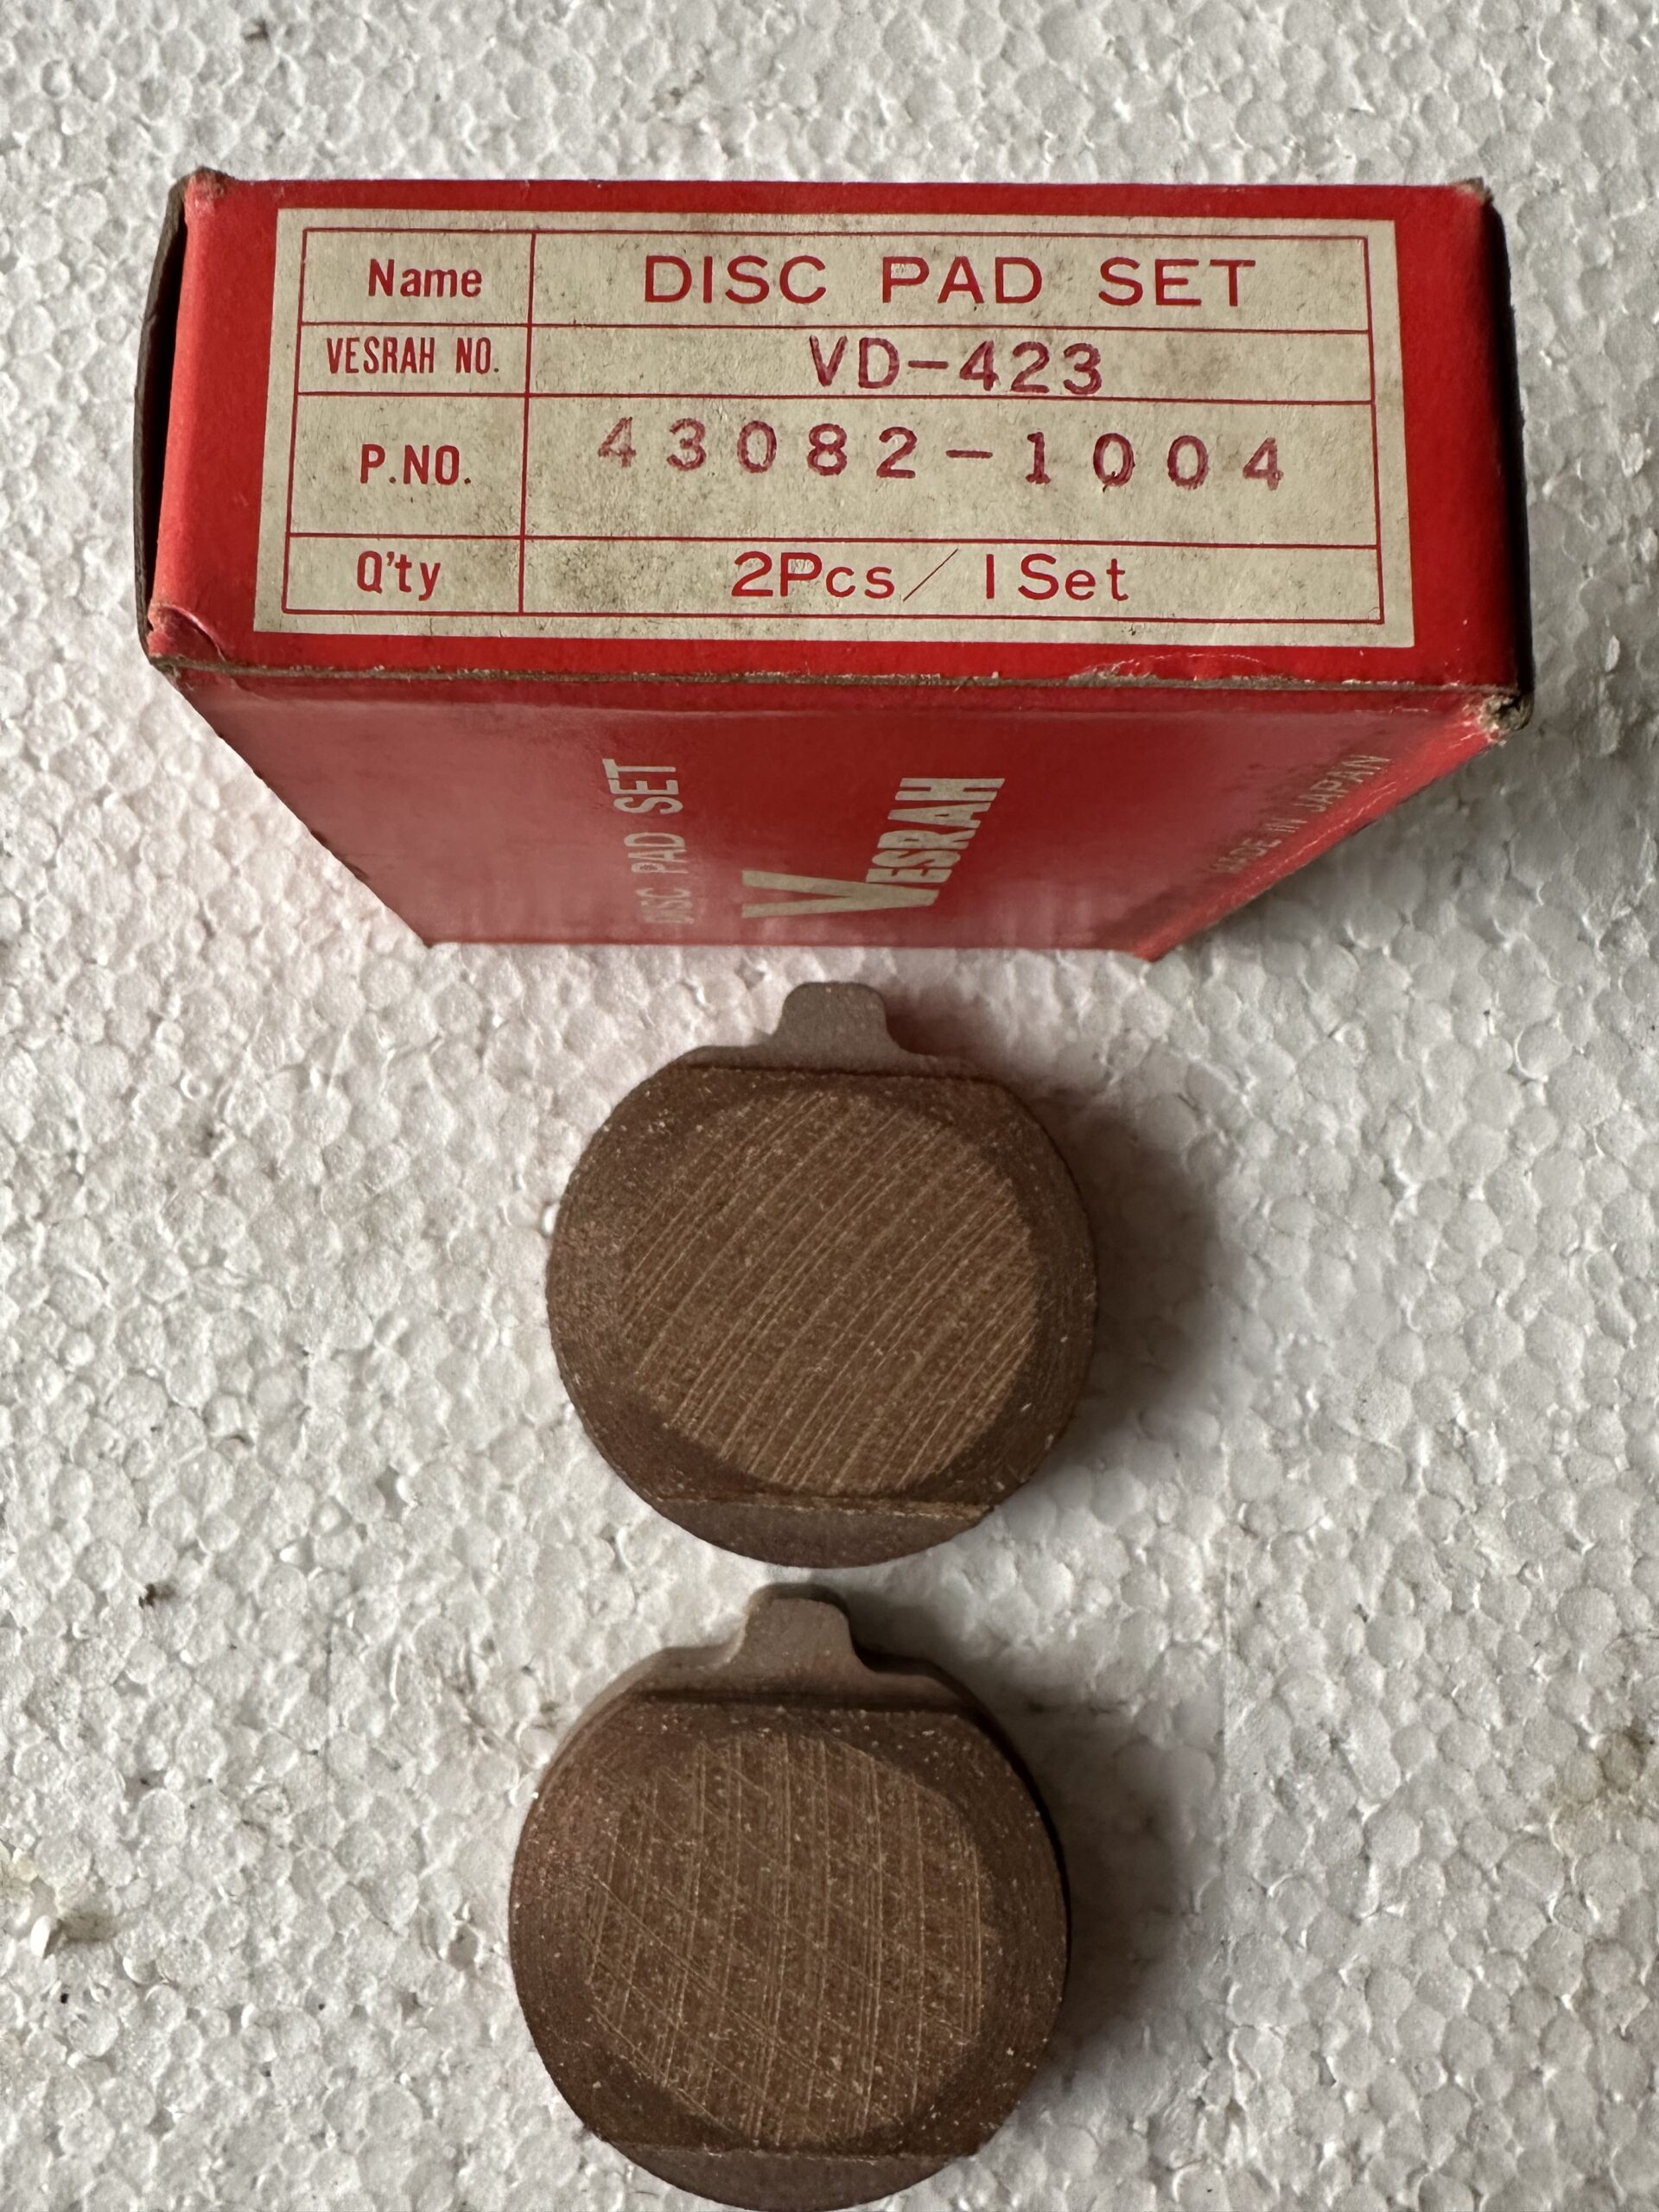 Name DISC PAD SET
VESRAH NO. VD-423
P.NO. 43082-1004
Q'ty 2Pcs/1Set
DISC PAD SET
VESRAH
MADE IN JAPAN